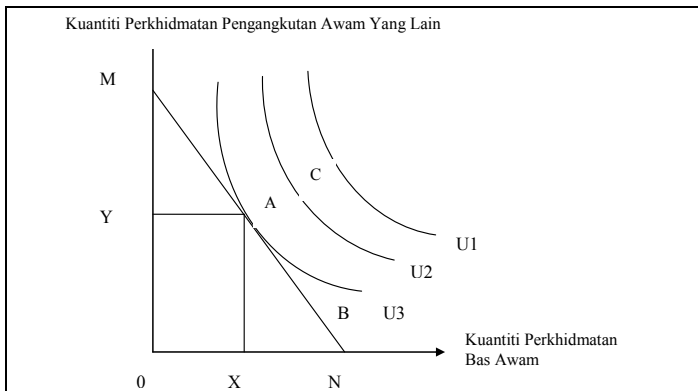 Kuantiti Perkhidmatan Pengangkutan Awam Yang Lain
M
C
A
Y
U1
U2
B
U3
Kuantiti Perkhidmatan
Bas Awam
0
X
N